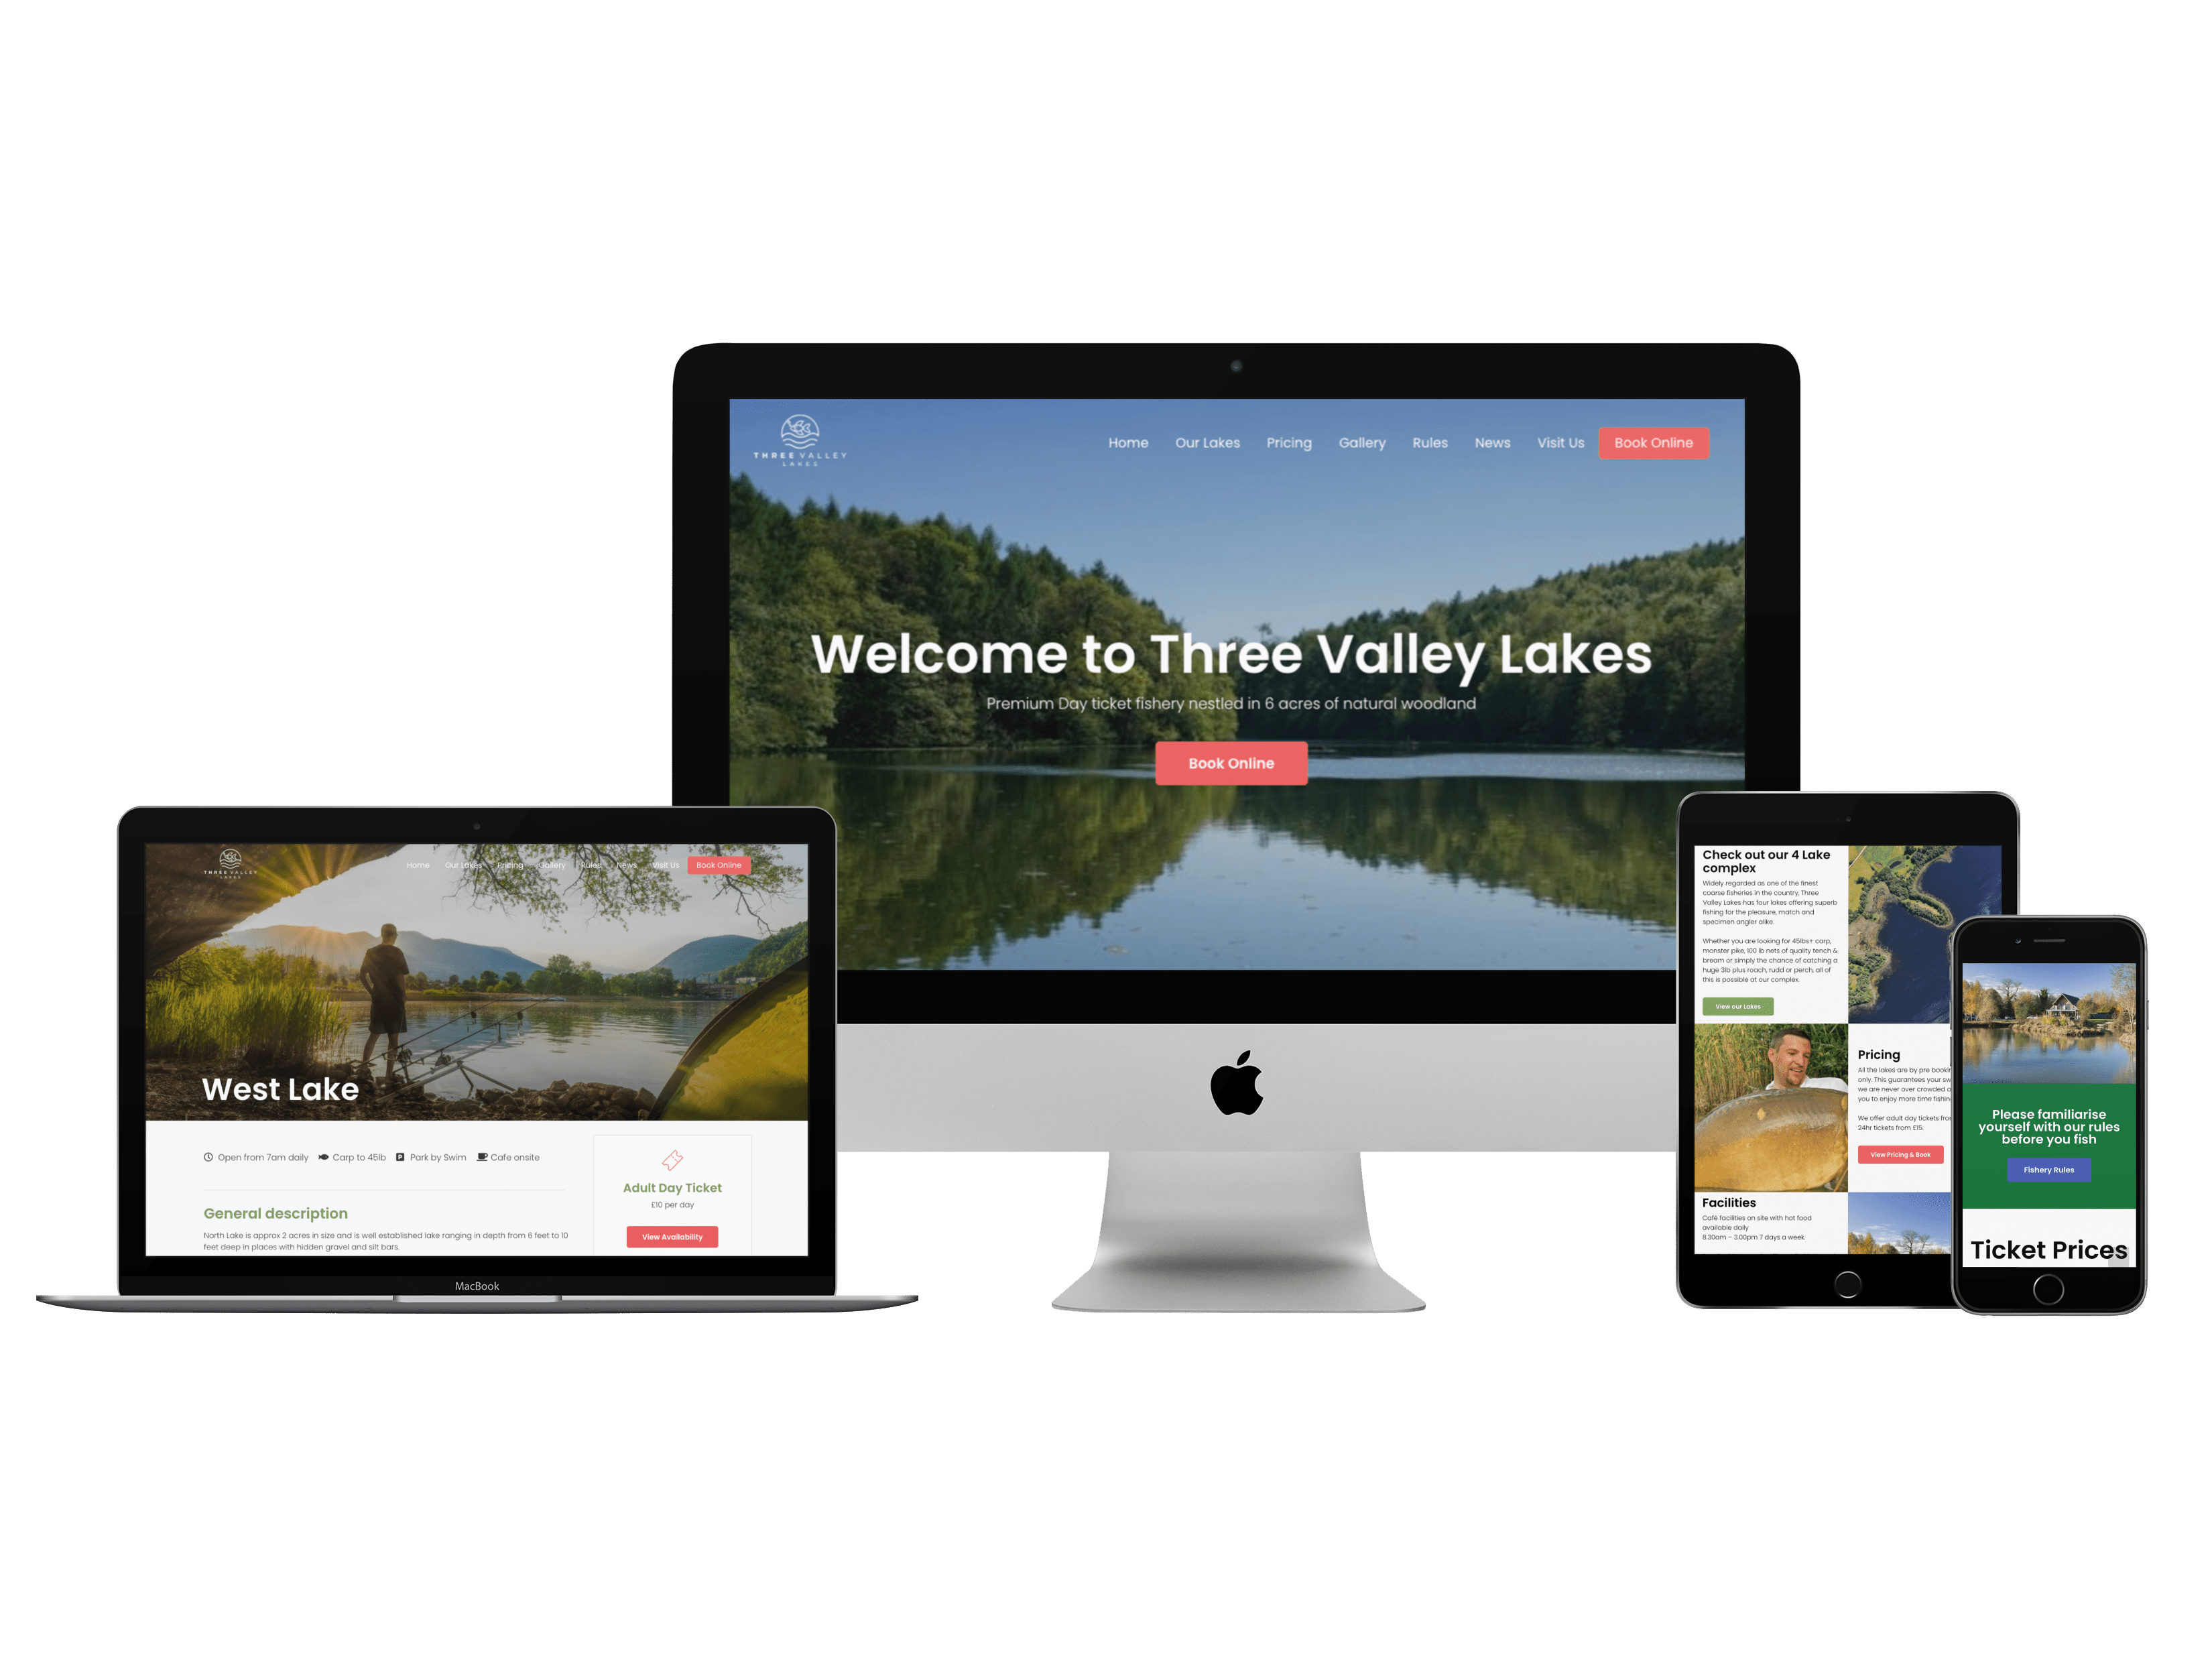 THREE VALLEY
LAKES
Home Our Lakes Pricing Gallery Rules News Visit Us Book Online
Welcome to Three Valley Lakes
Premium Day ticket fishery nestled in 6 acres of natural woodland
Book Online
THREE VALLEY
LAKES
Home Our Lakes Pricing Gallery Rules News Visit Us Book Online
West Lake
Open from 7am daily Carp to 45lb P Park by Swim Cafe onsite
General description
North Lake is approx 2 acres in size and is well established lake ranging in depth from 6 feet to 10
feet deep in places with hidden gravel and silt bars.
Adult Day Ticket
£10 per day
View Availability
MacBook
Check out our 4 Lake
complex
Widely regarded as one of the finest
coarse fisheries in the country, Three
Valley Lakes has four lakes offering superb
fishing for the pleasure, match and
specimen angler alike.
Whether you are looking for 45lbs+ carp,
monster pike, 100 lb nets of quality tench &
bream or simply the chance of catching a
huge 3lb plus roach, rudd or perch, all of
this is possible at our complex.
View our Lakes
Pricing
All the lakes are by pre
only. This guarantees your
we are never over crowded
you to enjoy more time
We offer adult day tickets
24hr tickets from £15.
View Pricing & Book
Facilities
Café facilities on site with hot food
available daily
8.30am – 3.00pm 7 days a week.
Please familiarise
yourself with our rules
before you fish
Fishery Rules
Ticket Prices